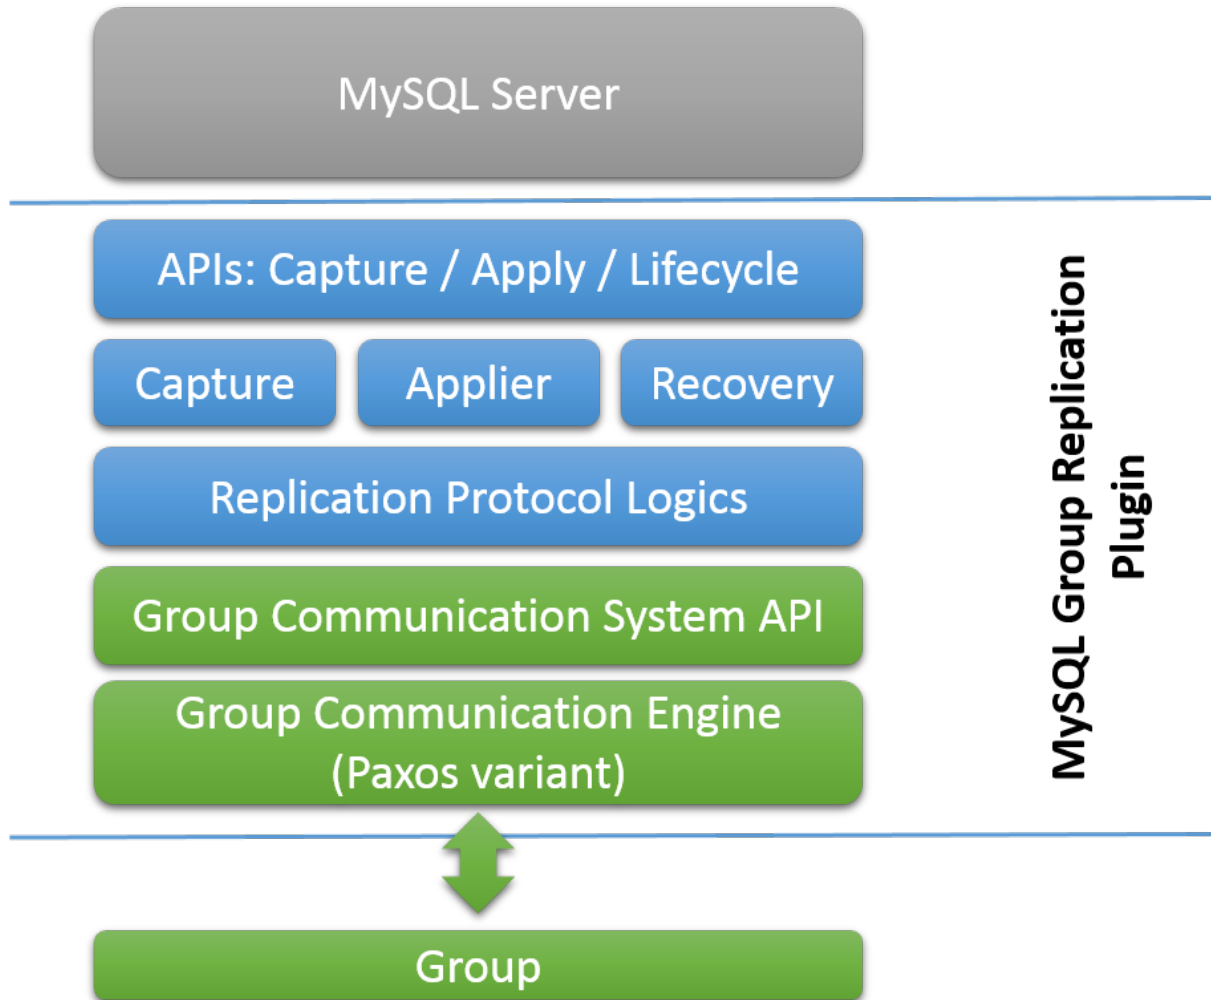 MySQL Server
APIs: Capture / Apply / Lifecycle
Capture
Applier
Recovery
Replication Protocol Logics
Group Communication System API
Group Communication Engine
(Paxos variant)
Group
MySQL Group Replication
Plugin